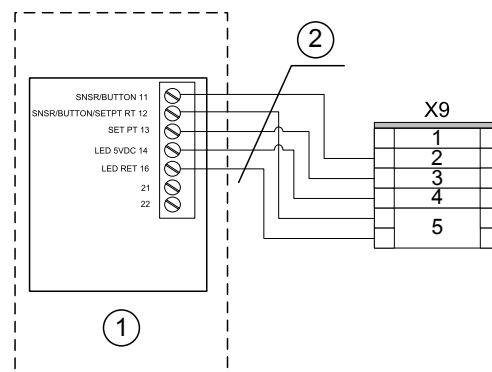 2
SNSR/BUTTON 11
SNSR/BUTTON/SETPT RT 12
SET PT 13
LED 5VDC 14
LED RET 16
21
22
X9
1
2
3
4
5
1